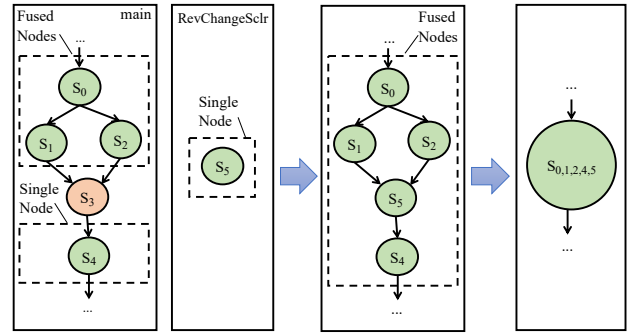 Fused
Nodes
main
...
S0
S1
S2
Single
Node
S3
S4
...
RevChangeSclr
Single
Node
S5
Fused
Nodes
...
S0
S1
S2
S5
S4
...
...
S0,1,2,4,5
...